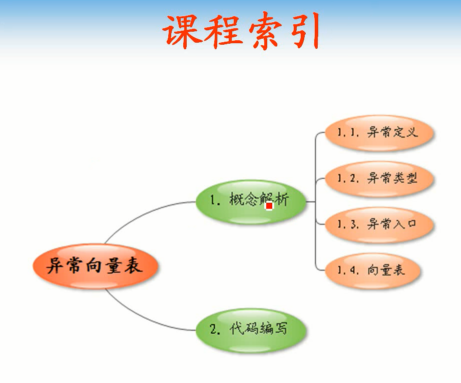 课程索引
异常向量表
1. 概念解析
1.1. 异常定义
1.2. 异常类型
1.3. 异常入口
1.4. 向量表
2. 代码编写